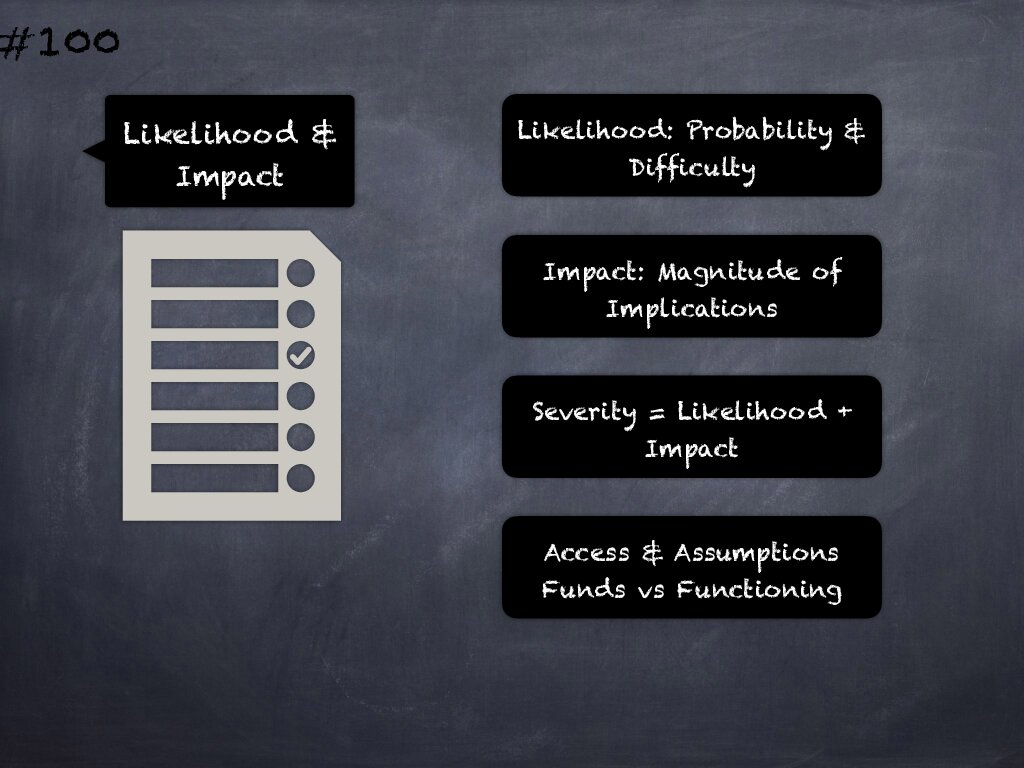 #100
Likelihood &
Impact
Likelihood: Probability &
Difficulty
Impact: Magnitude of
Implications
Severity = Likelihood +
Impact
Access & Assumptions
Funds vs Functioning